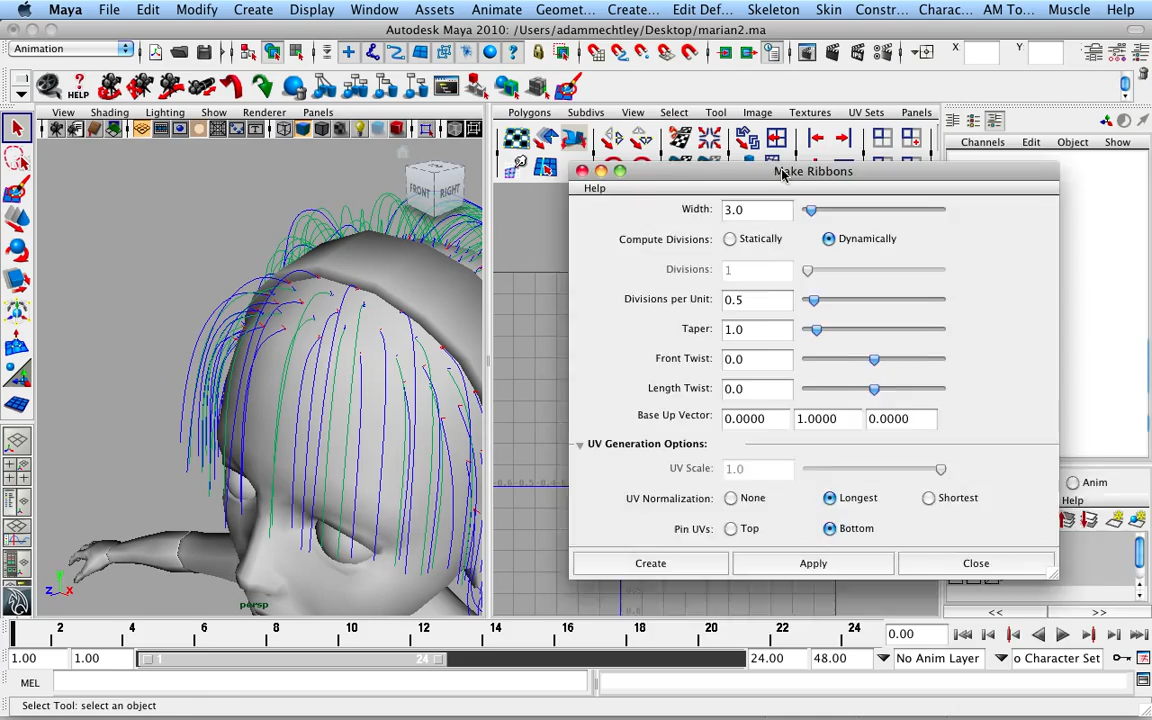 Maya File Edit Modify Create Display Window Assets Animate Geomet... Create... Edit Def... Skeleton Skin Constr... Charac... AM To... Muscle Help
Autodesk Maya 2010: /Users/adammechtley/Desktop/marian2.ma
Animation
X Y
HELP
View Shading Lighting Show Renderer Panels
Polygons Subdivs View Select Tool Image Textures UV Sets Panels
Channels Edit Object Show
FRONT RIGHT
Make Ribbons
Help
Width: 3.0
Compute Divisions: Statically Dynamically
Divisions: 1
Divisions per Unit: 0.5
Taper: 1.0
Front Twist: 0.0
Length Twist: 0.0
Base Up Vector: 0.0000 1.0000 0.0000
UV Generation Options:
UV Scale: 1.0
UV Normalization: None Longest Shortest
Pin UVs: Top Bottom
Create Apply Close
Anim
Help
z y x
persp
<< >>
2 4 6 8 10 12 14 16 18 20 22 24
0.00
1.00 1.00 1 24 24.00 48.00 No Anim Layer o Character Set
MEL
Select Tool: select an object